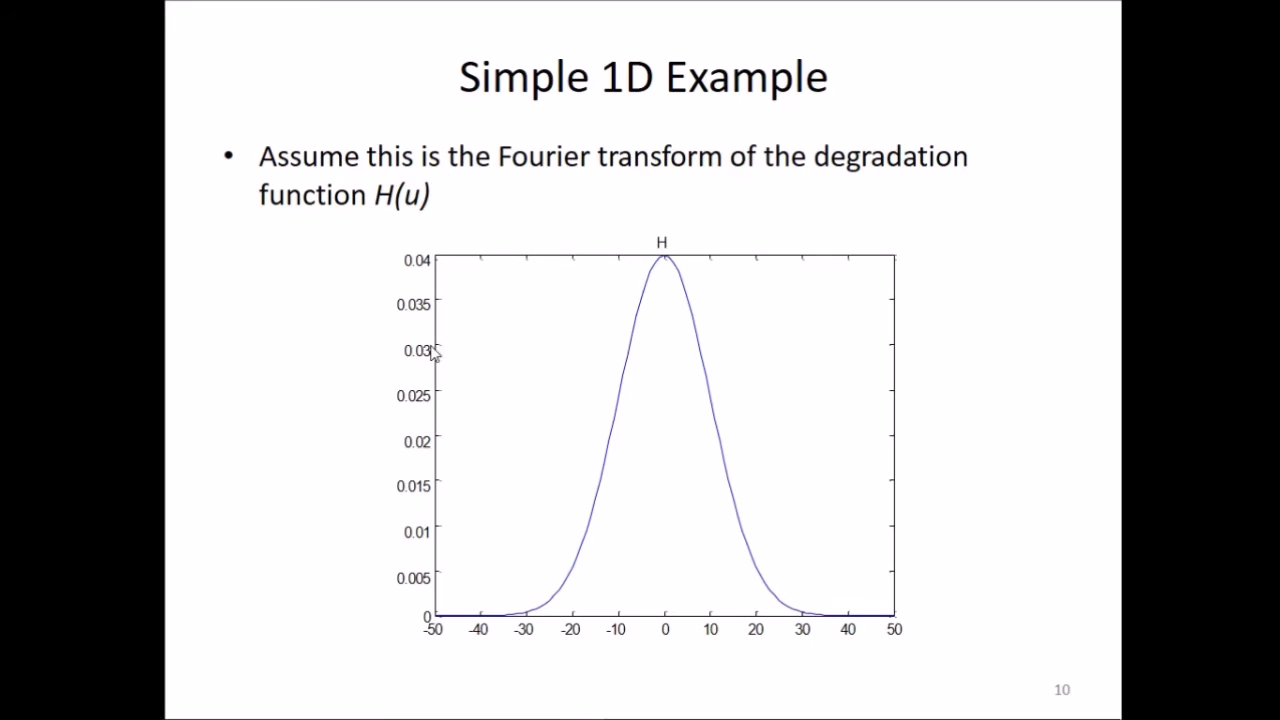 Simple 1D Example
• Assume this is the Fourier transform of the degradation
function H(u)
H
0.04
0.035
0.03
0.025
0.02
0.015
0.01
0.005
0
-50 -40 -30 -20 -10 0 10 20 30 40 50
10